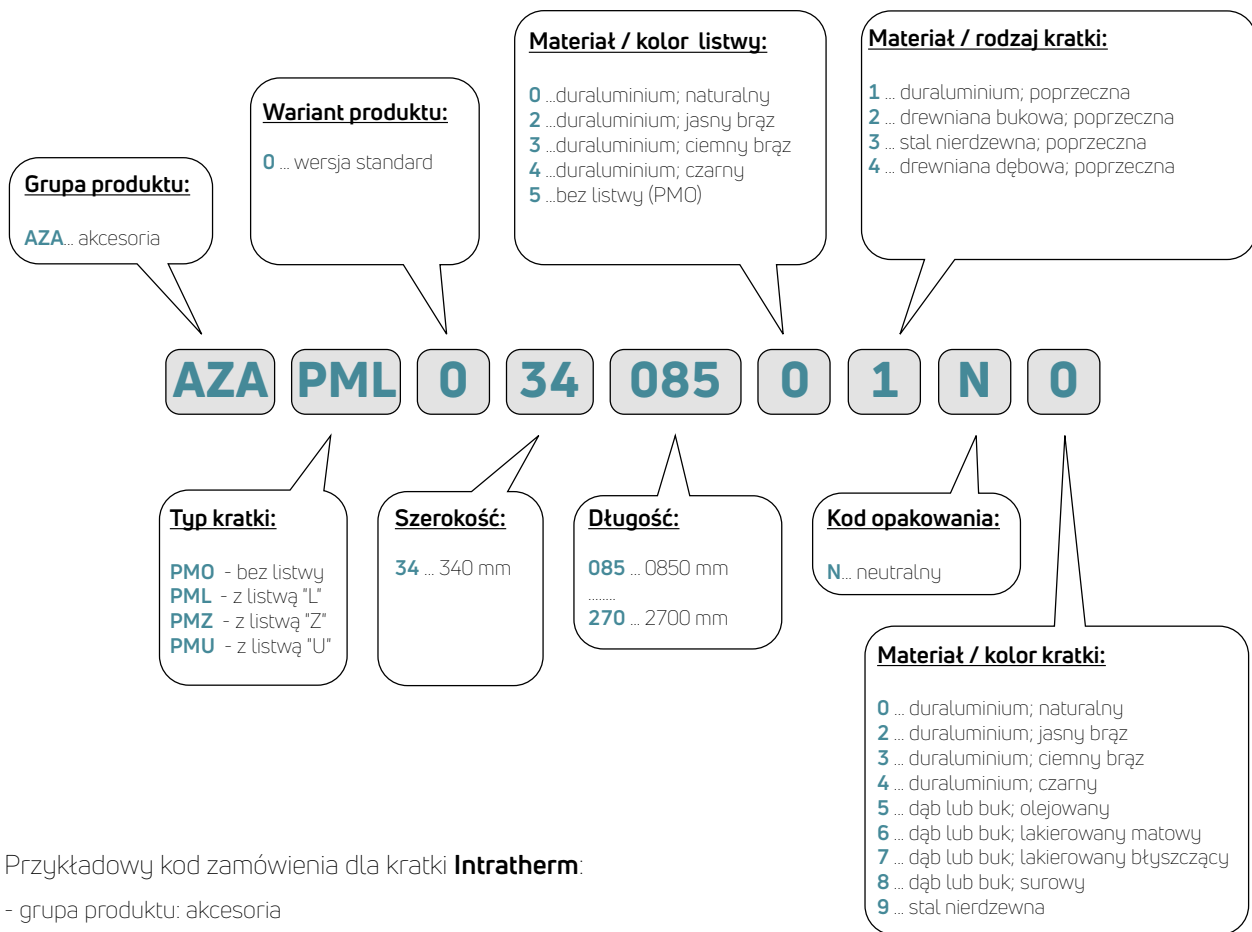 Grupa produktu:
AZA... akcesoria
Wariant produktu:
0 ... wersja standard
Materiał / kolor listwy:
0 ...duraluminium; naturalny
2 ...duraluminium; jasny brąz
3 ...duraluminium; ciemny brąz
4 ...duraluminium; czarny
5 ...bez listwy (PMO)
Materiał / rodzaj kratki:
1 ... duraluminium; poprzeczna
2 ... drewniana bukowa; poprzeczna
3 ... stal nierdzewna; poprzeczna
4 ... drewniana dębowa; poprzeczna
AZA PML 0 34 085 0 1 N 0
Typ kratki:
PMO - bez listwy
PML - z listwą "L"
PMZ - z listwą "Z"
PMU - z listwą "U"
Szerokość:
34 ... 340 mm
Długość:
085 ... 0850 mm
........
270 ... 2700 mm
Kod opakowania:
N... neutralny
Materiał / kolor kratki:
0 ... duraluminium; naturalny
2 ... duraluminium; jasny brąz
3 ... duraluminium; ciemny brąz
4 ... duraluminium; czarny
5 ... dąb lub buk; olejowany
6 ... dąb lub buk; lakierowany matowy
7 ... dąb lub buk; lakierowany błyszczący
8 ... dąb lub buk; surowy
9 ... stal nierdzewna
Przykładowy kod zamówienia dla kratki Intratherm:
- grupa produktu: akcesoria